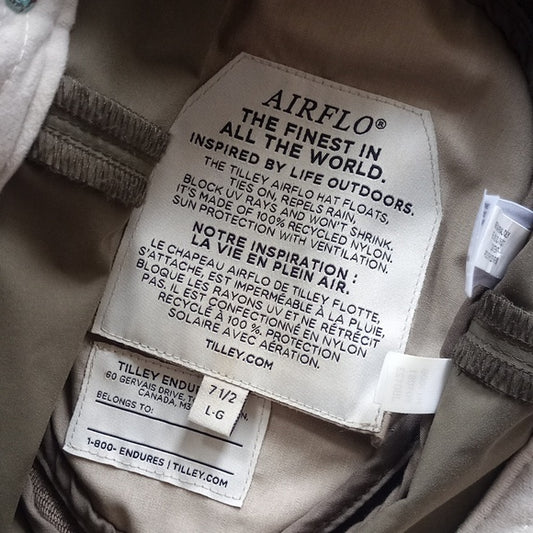 AIRFLO®
THE FINEST IN
ALL THE WORLD.
INSPIRED BY LIFE OUTDOORS.
THE TILLEY AIRFLO HAT FLOATS,
TIES ON, REPELS RAIN,
BLOCK UV RAYS AND WON'T SHRINK.
IT'S MADE OF 100% RECYCLED NYLON.
SUN PROTECTION WITH VENTILATION.
NOTRE INSPIRATION :
LA VIE EN PLEIN AIR.
LE CHAPEAU AIRFLO DE TILLEY FLOTTE,
S'ATTACHE, EST IMPERMÉABLE À LA PLUIE,
BLOQUE LES RAYONS UV ET NE RÉTRÉCIT
PAS, IL EST CONFECTIONNÉ EN NYLON
RECYCLÉ À 100 %. PROTECTION
SOLAIRE AVEC AÉRATION.
TILLEY.COM
TILLEY ENDUR
60 GERVAIS DRIVE, T
CANADA, M3
BELONGS TO:
7 1/2
L-G
1-800- ENDURES | TILLEY.COM